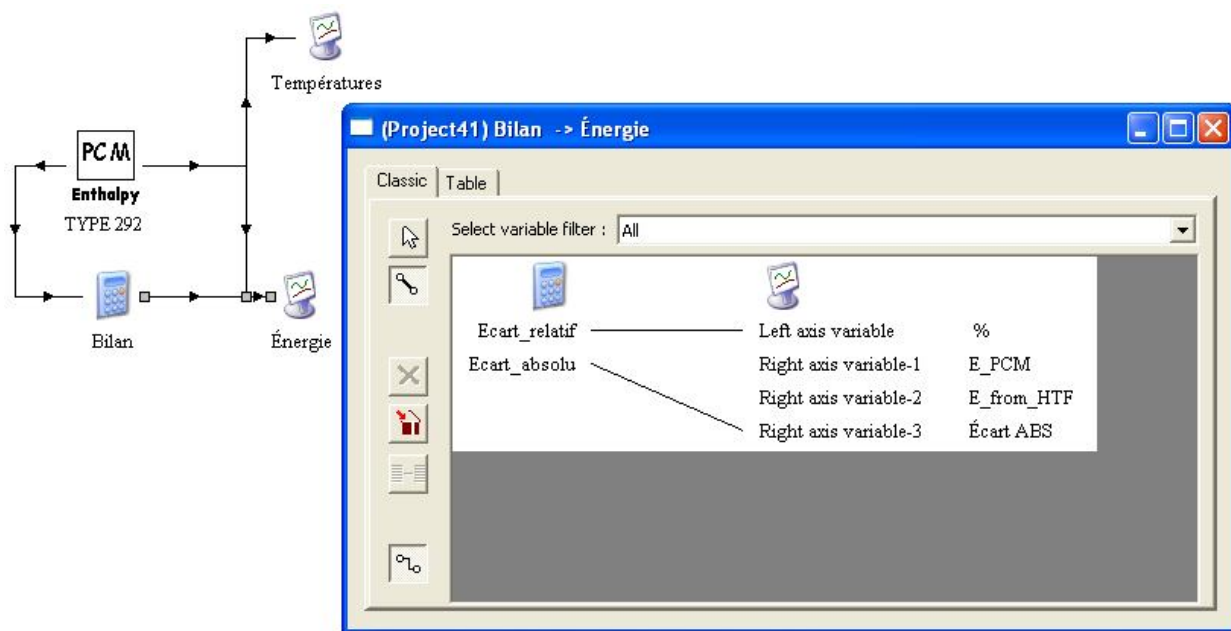 Températures
PCM
Enthalpy
TYPE 292
Bilan
Énergie
(Project41) Bilan -> Énergie
Classic
Table
Select variable filter :
All
Ecart_relatif
Left axis variable
%
Ecart_absolu
Right axis variable-1
E_PCM
Right axis variable-2
E_from_HTF
Right axis variable-3
Écart ABS